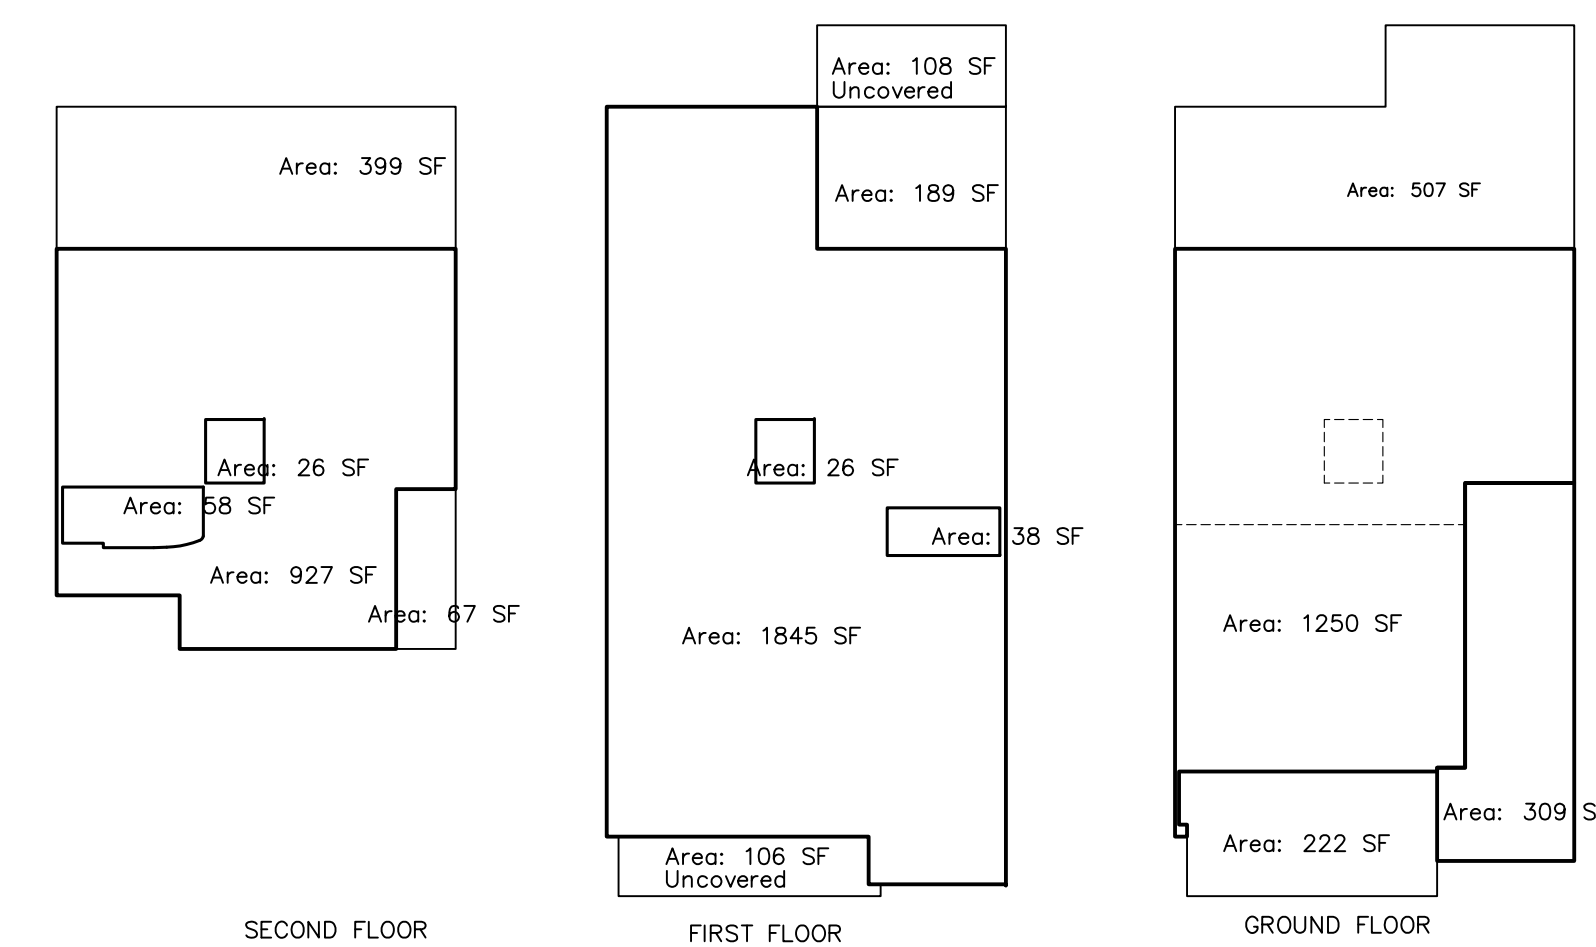 Area: 399 SF
Area: 26 SF
Area: 58 SF
Area: 927 SF
Area: 67 SF
SECOND FLOOR
Area: 108 SF
Uncovered
Area: 189 SF
Area: 26 SF
Area: 38 SF
Area: 1845 SF
Area: 106 SF
Uncovered
FIRST FLOOR
Area: 507 SF
Area: 1250 SF
Area: 309 S
Area: 222 SF
GROUND FLOOR